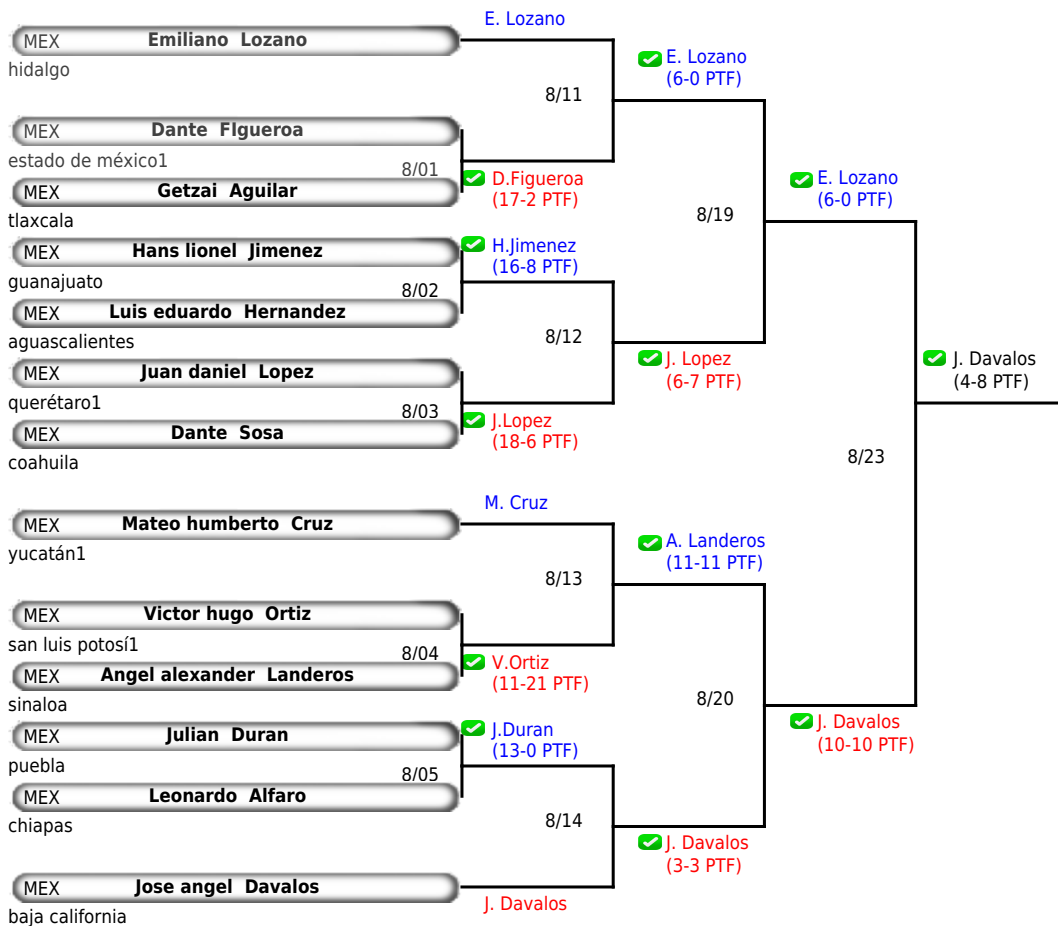 E. Lozano
MEX Emiliano Lozano
hidalgo
E. Lozano
(6-0 PTF)
8/11
MEX Dante FIgueroa
estado de méxico1
8/01
D.Figueroa
(17-2 PTF)
MEX Getzai Aguilar
tlaxcala
E. Lozano
(6-0 PTF)
8/19
MEX Hans lionel Jimenez
guanajuato
H.Jimenez
(16-8 PTF)
8/02
MEX Luis eduardo Hernandez
aguascalientes
8/12
J. Lopez
(6-7 PTF)
J. Davalos
(4-8 PTF)
MEX Juan daniel Lopez
querétaro1
8/03
J.Lopez
(18-6 PTF)
MEX Dante Sosa
coahuila
8/23
M. Cruz
MEX Mateo humberto Cruz
yucatán1
A. Landeros
(11-11 PTF)
8/13
MEX Victor hugo Ortiz
san luis potosí1
8/04
V.Ortiz
(11-21 PTF)
MEX Angel alexander Landeros
sinaloa
8/20
J. Davalos
(10-10 PTF)
MEX Julian Duran
puebla
J.Duran
(13-0 PTF)
8/05
MEX Leonardo Alfaro
chiapas
8/14
J. Davalos
(3-3 PTF)
MEX Jose angel Davalos
baja california
J. Davalos